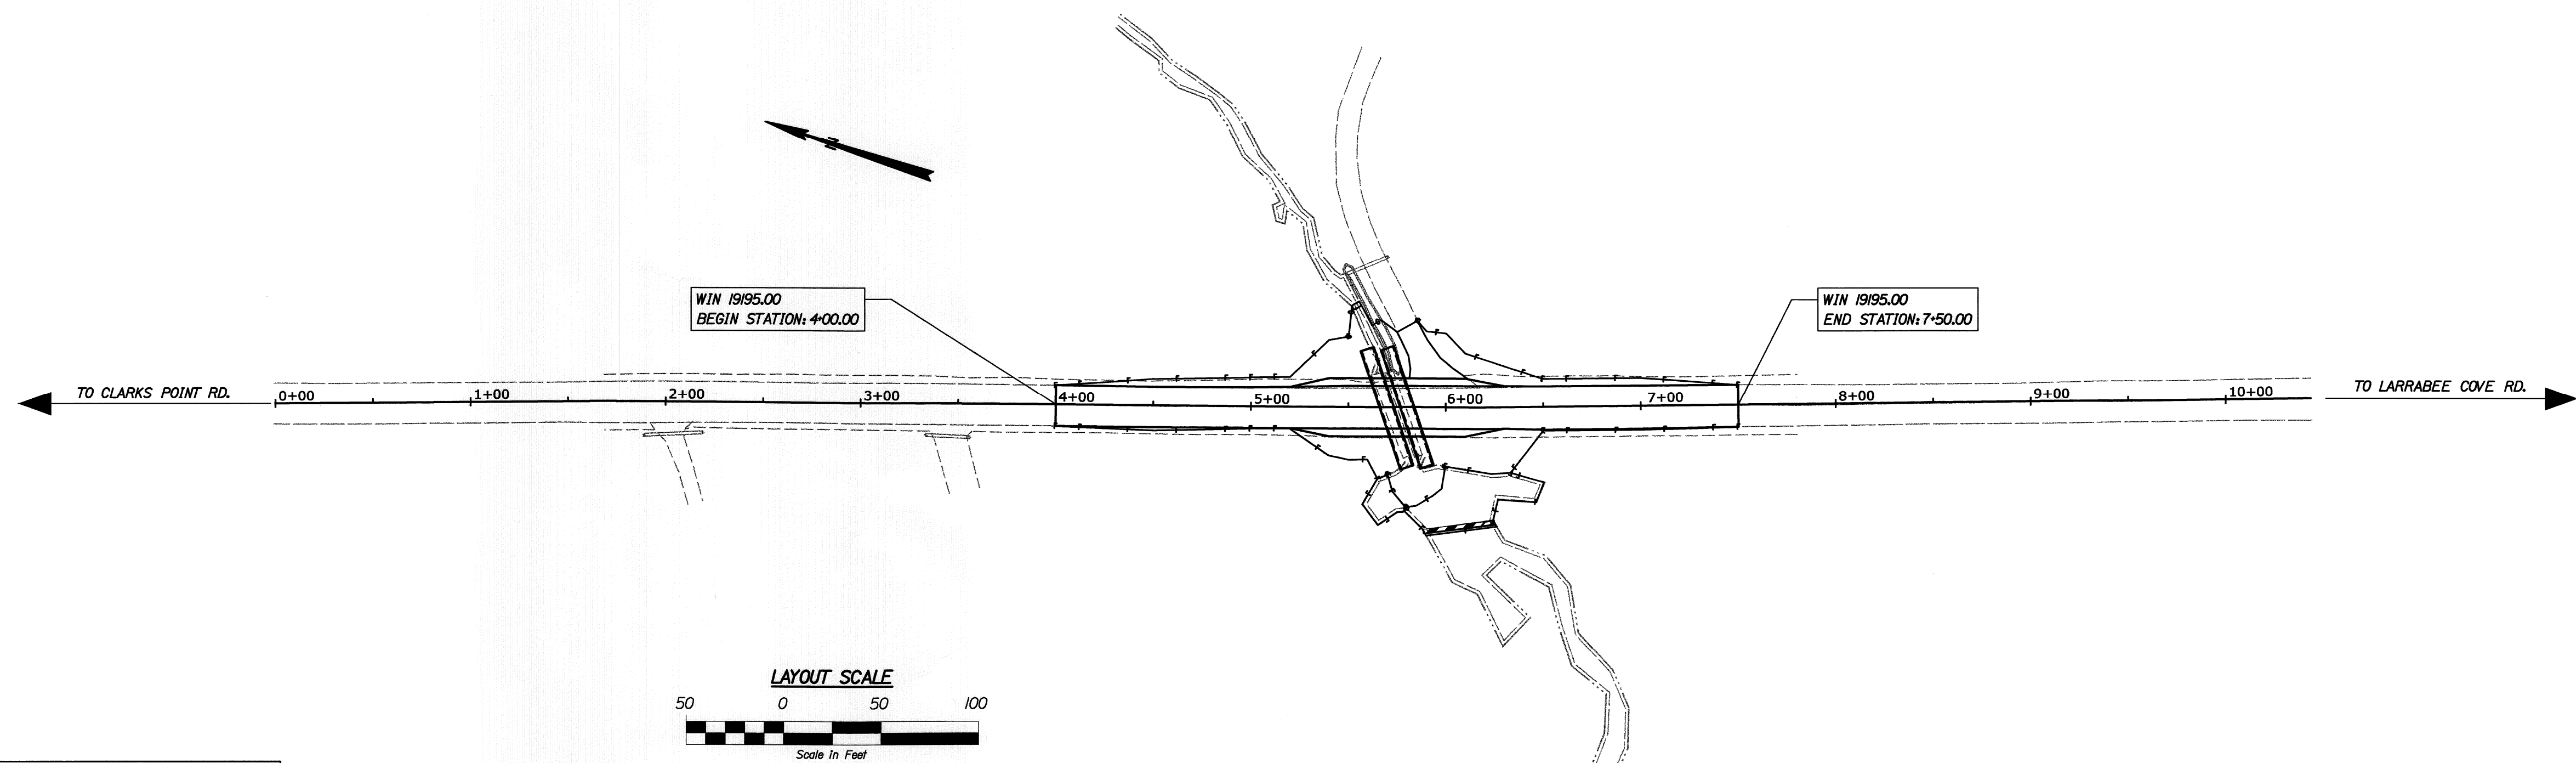 WIN 19195.00
BEGIN STATION: 4+00.00
WIN 19195.00
END STATION: 7+50.00
TO CLARKS POINT RD.
0+00
1+00
2+00
3+00
4+00
5+00
6+00
7+00
8+00
9+00
10+00
TO LARRABEE COVE RD.
N
LAYOUT SCALE
50 0 50 100
Scale in Feet